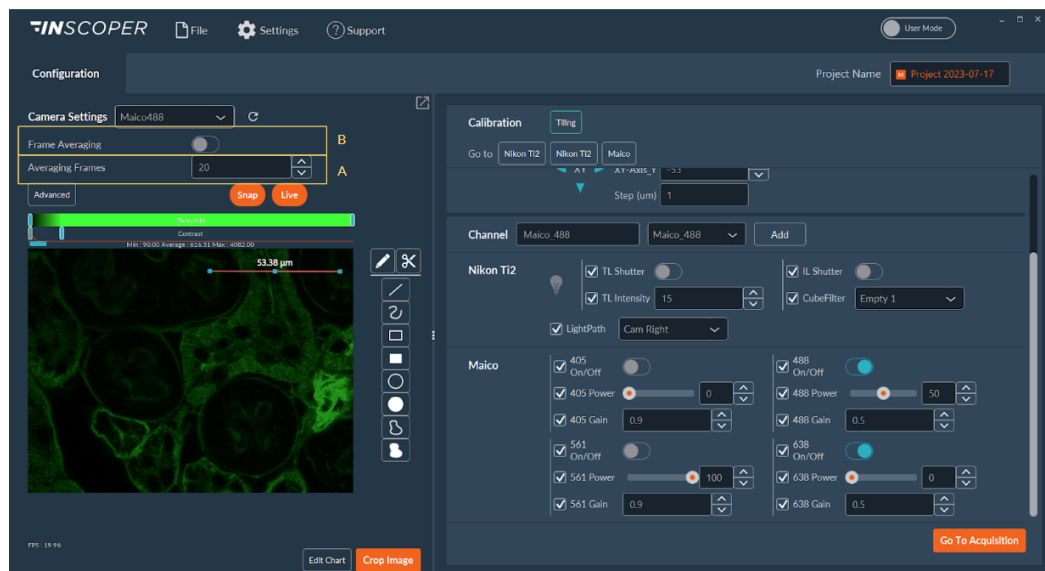 INSCOPER File Settings Support User Mode
Configuration Project Name Project 2023-07-17
Camera Settings Maico488
Frame Averaging B
Averaging Frames 20 A
Advanced Snap Live
Threshold
Contrast
Min : 90.00 Average : 616.51 Max : 4082.00
53.38 µm
FPS : 19.96
Edit Chart Crop Image
Calibration Tiling
Go to Nikon Ti2 Nikon Ti2 Maico
XY XY-Axis_Y -53
Step (um) 1
Channel Maico_488 Maico_488 Add
Nikon Ti2 TL Shutter IL Shutter
TL Intensity 15 CubeFilter Empty 1
LightPath Cam Right
Maico 405 On/Off 488 On/Off
405 Power 0 488 Power 50
405 Gain 0.9 488 Gain 0.5
561 On/Off 638 On/Off
561 Power 100 638 Power 0
561 Gain 0.9 638 Gain 0.5
Go To Acquisition